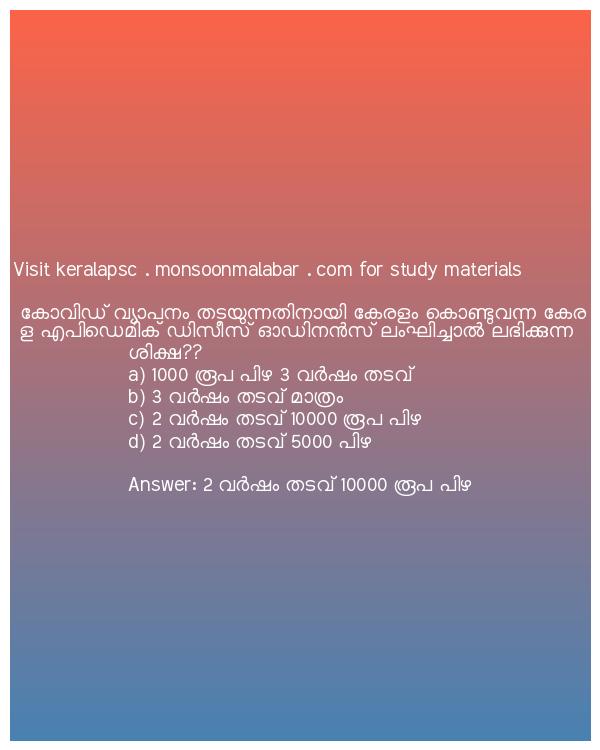 Visit keralapsc . monsoonmalabar . com for study materials
കോവിഡ് വ്യാപനം തടയുന്നതിനായി കേരളം കൊണ്ടുവന്ന കേര
ള എപിഡെമിക് ഡിസീസ് ഓഡിനൻസ് ലംഘിച്ചാൽ ലഭിക്കുന്ന
ശിക്ഷ??
a) 1000 രൂപ പിഴ 3 വർഷം തടവ്
b) 3 വർഷം തടവ് മാത്രം
c) 2 വർഷം തടവ് 10000 രൂപ പിഴ
d) 2 വർഷം തടവ് 5000 പിഴ
Answer: 2 വർഷം തടവ് 10000 രൂപ പിഴ